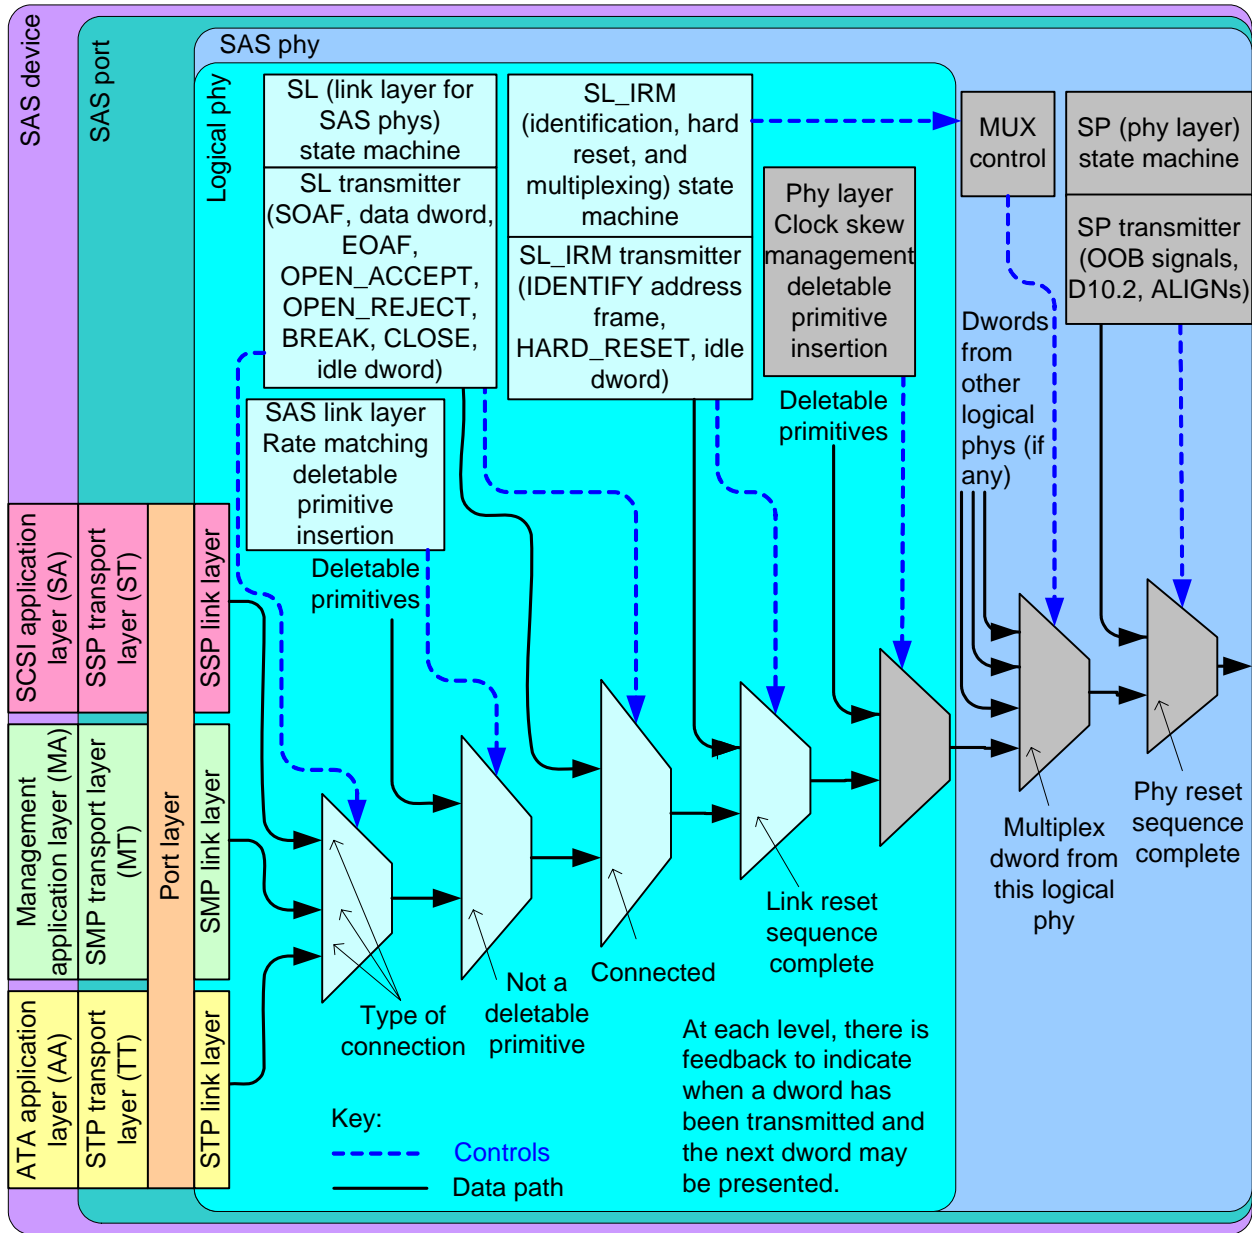 SAS device
SAS port
SAS phy
Logical phy
SL (link layer for
SAS phys)
state machine
SL transmitter
(SOAF, data dword,
EOAF,
OPEN_ACCEPT,
OPEN_REJECT,
BREAK, CLOSE,
idle dword)
SL_IRM
(identification, hard
reset, and
multiplexing) state
machine
SL_IRM transmitter
(IDENTIFY address
frame,
HARD_RESET, idle
dword)
Phy layer
Clock skew
management
deletable
primitive
insertion
MUX
control
SP (phy layer)
state machine
SP transmitter
(OOB signals,
D10.2, ALIGNs)
SAS link layer
Rate matching
deletable
primitive
insertion
Deletable
primitives
Deletable
primitives
Dwords
from
other
logical
phys (if
any)
SCSI application
layer (SA)
SSP transport
layer (ST)
SSP link layer
Management
application layer (MA)
SMP transport layer
(MT)
Port layer
SMP link layer
ATA application
layer (AA)
STP transport
layer (TT)
STP link layer
Type of
connection
Not a
deletable
primitive
Connected
Link reset
sequence
complete
Multiplex
dword from
this logical
phy
Phy reset
sequence
complete
At each level, there is
feedback to indicate
when a dword has
been transmitted and
the next dword may
be presented.
Key:
Controls
Data path